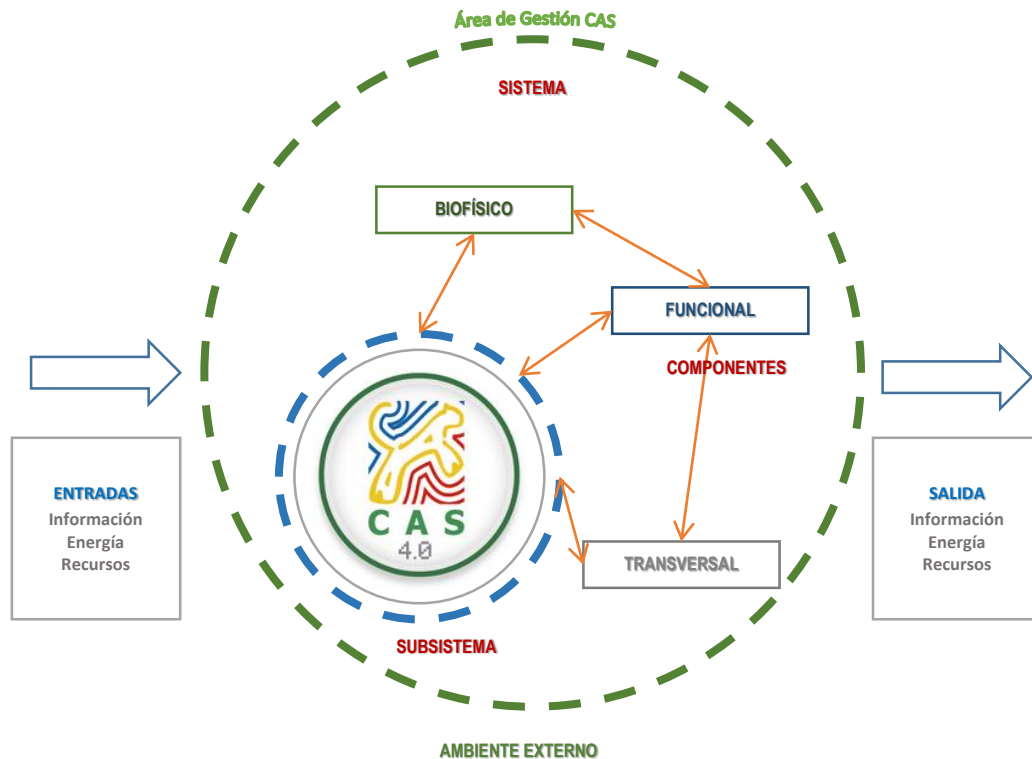 Área de Gestión CAS
SISTEMA
BIOFÍSICO
FUNCIONAL
COMPONENTES
ENTRADAS
Información
Energía
Recursos
CAS
4.0
SALIDA
Información
Energía
Recursos
TRANSVERSAL
SUBSISTEMA
AMBIENTE EXTERNO